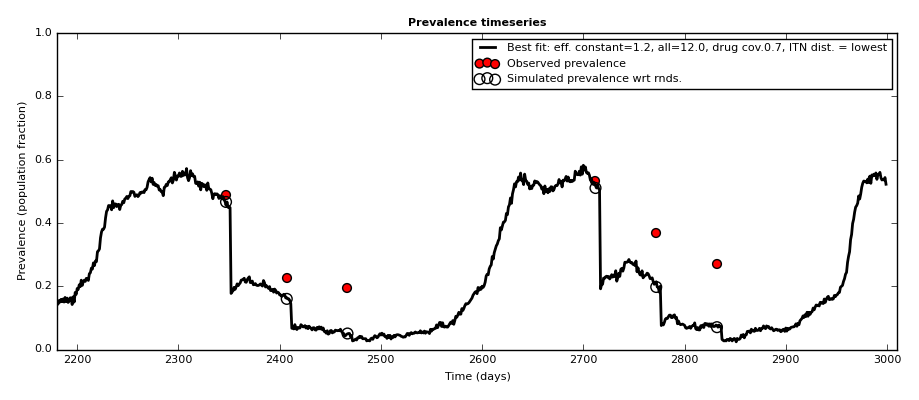 Prevalence timeseries
Best fit: eff. constant=1.2, all=12.0, drug cov.0.7, ITN dist. = lowest
Observed prevalence
Simulated prevalence wrt rnds.
Prevalence (population fraction)
1.0
0.8
0.6
0.4
0.2
0.0
2200 2300 2400 2500 2600 2700 2800 2900 3000
Time (days)